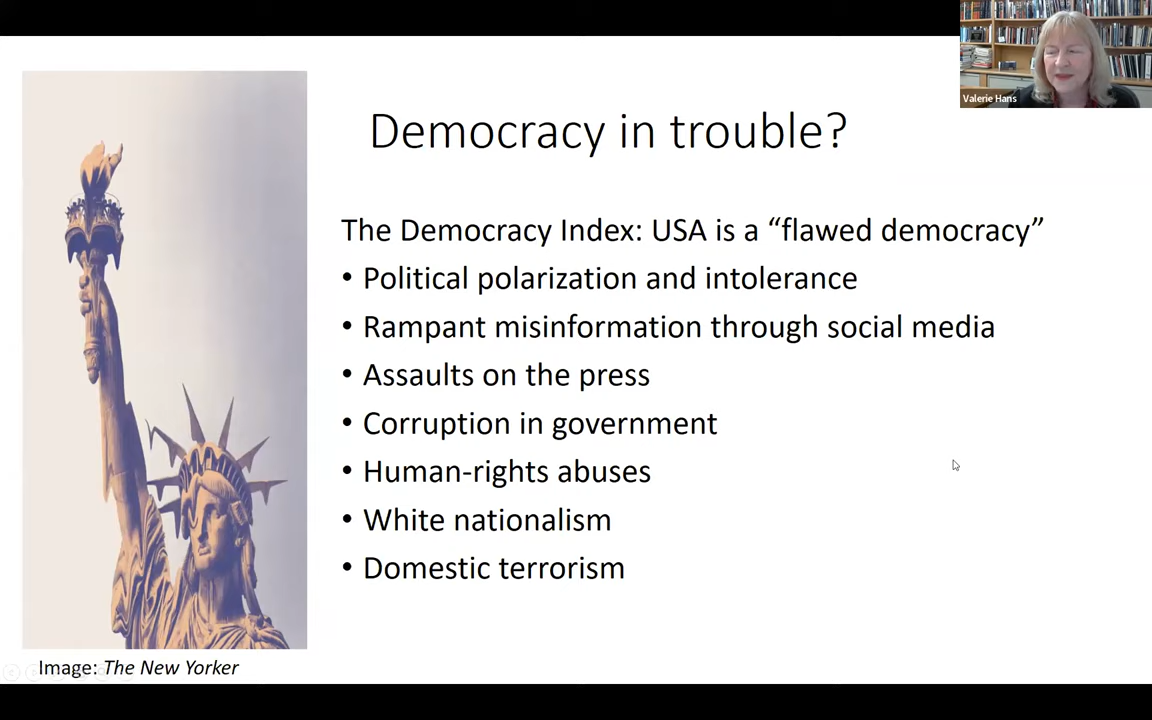 Valerie Hans
Democracy in trouble?
The Democracy Index: USA is a “flawed democracy”
• Political polarization and intolerance
• Rampant misinformation through social media
• Assaults on the press
• Corruption in government
• Human-rights abuses
• White nationalism
• Domestic terrorism
Image: The New Yorker